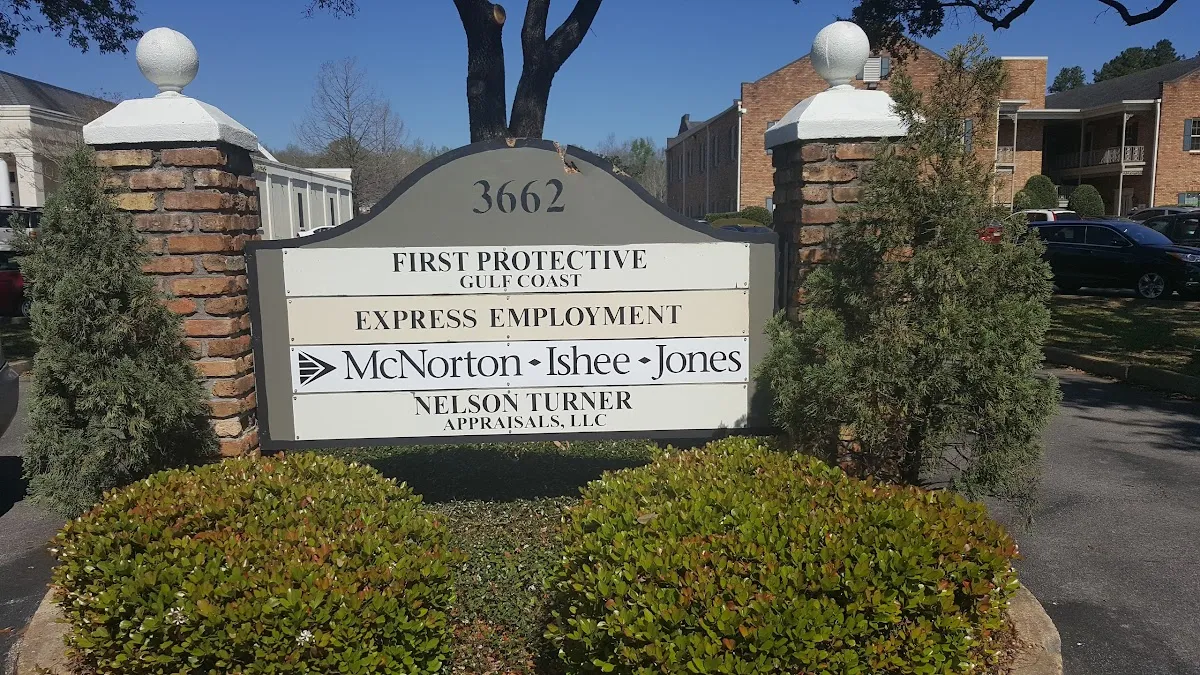 3662
FIRST PROTECTIVE
GULF COAST
EXPRESS EMPLOYMENT
McNorton • Ishee • Jones
NELSON TURNER
APPRAISALS, LLC